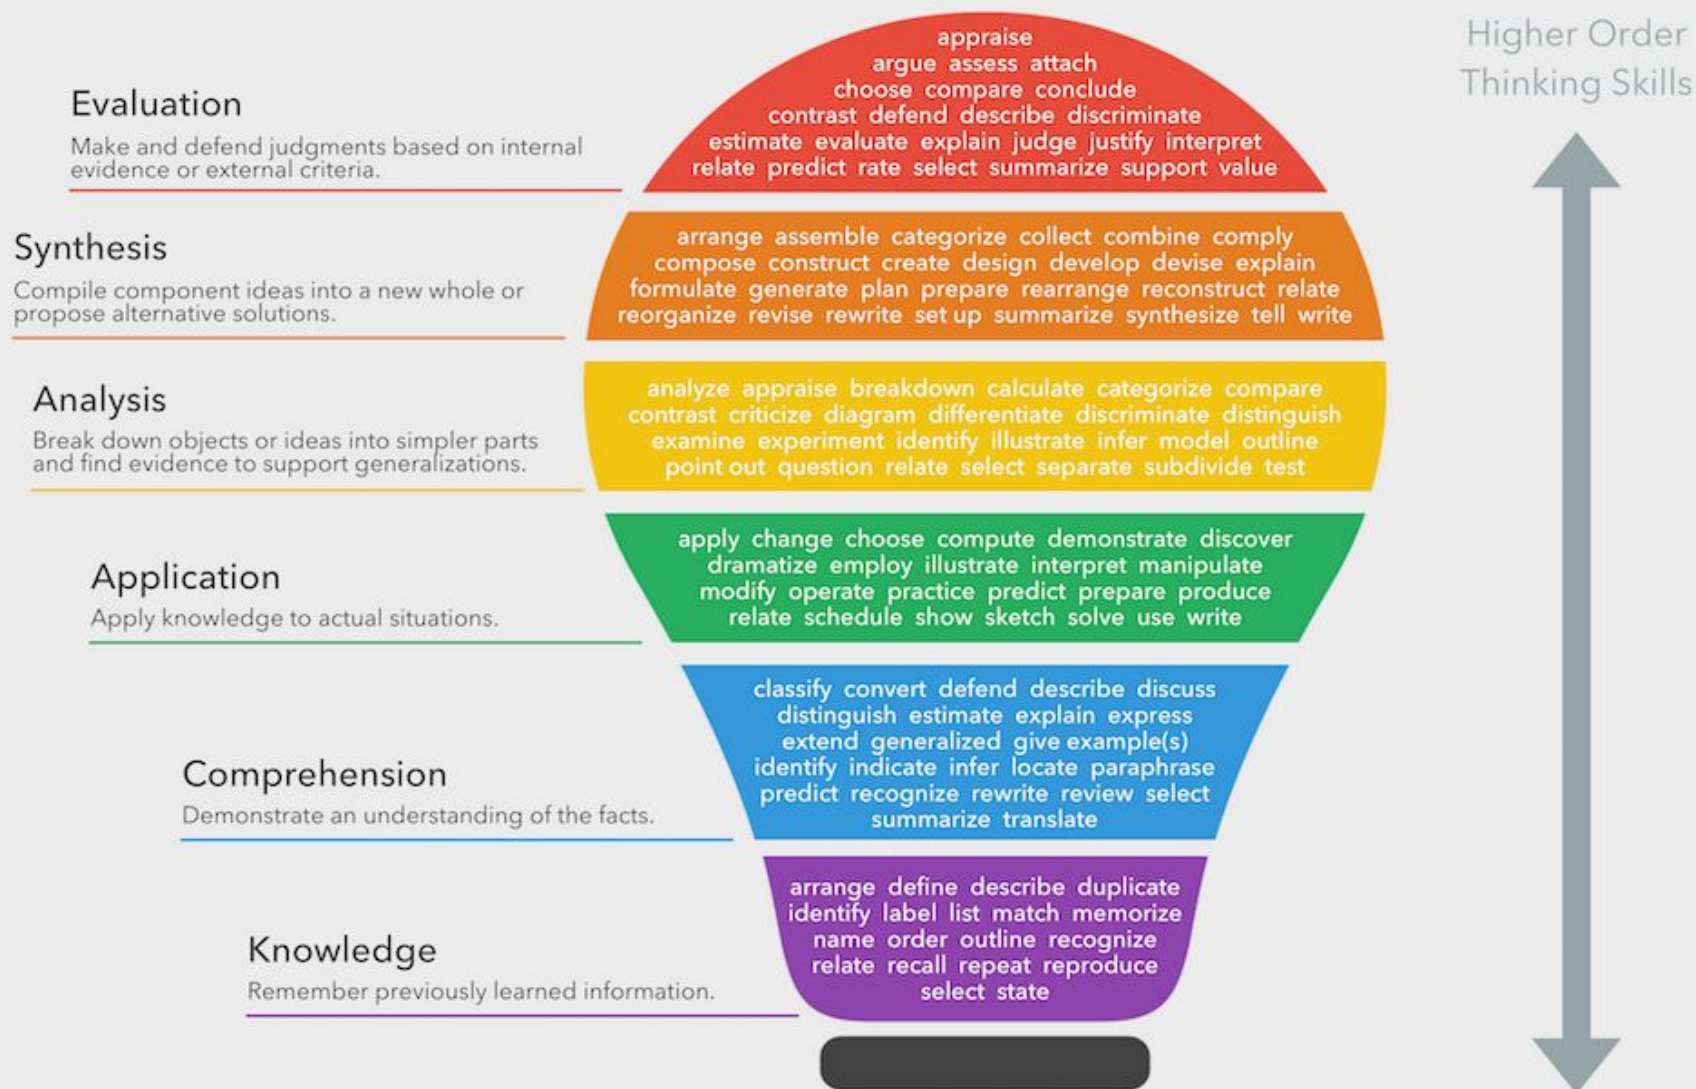 Higher Order
Thinking Skills
Evaluation
Make and defend judgments based on internal
evidence or external criteria.
appraise
argue assess attach
choose compare conclude
contrast defend describe discriminate
estimate evaluate explain judge justify interpret
relate predict rate select summarize support value
Synthesis
Compile component ideas into a new whole or
propose alternative solutions.
arrange assemble categorize collect combine comply
compose construct create design develop devise explain
formulate generate plan prepare rearrange reconstruct relate
reorganize revise rewrite set up summarize synthesize tell write
Analysis
Break down objects or ideas into simpler parts
and find evidence to support generalizations.
analyze appraise breakdown calculate categorize compare
contrast criticize diagram differentiate discriminate distinguish
examine experiment identify illustrate infer model outline
point out question relate select separate subdivide test
Application
Apply knowledge to actual situations.
apply change choose compute demonstrate discover
dramatize employ illustrate interpret manipulate
modify operate practice predict prepare produce
relate schedule show sketch solve use write
Comprehension
Demonstrate an understanding of the facts.
classify convert defend describe discuss
distinguish estimate explain express
extend generalized give example(s)
identify indicate infer locate paraphrase
predict recognize rewrite review select
summarize translate
Knowledge
Remember previously learned information.
arrange define describe duplicate
identify label list match memorize
name order outline recognize
relate recall repeat reproduce
select state